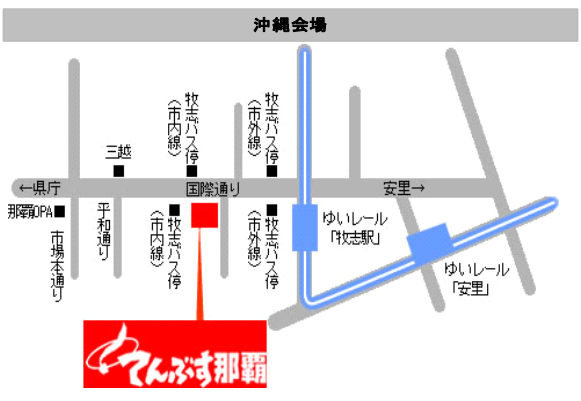 沖縄会場
牧志バス停
(市内線)
牧志バス停
(市外線)
三越
←県庁
国際通り
安里→
那覇OPA
市場本通り
平和通り
牧志バス停
(市内線)
牧志バス停
(市外線)
ゆいレール
「牧志駅」
ゆいレール
「安里」
てんぶす那覇